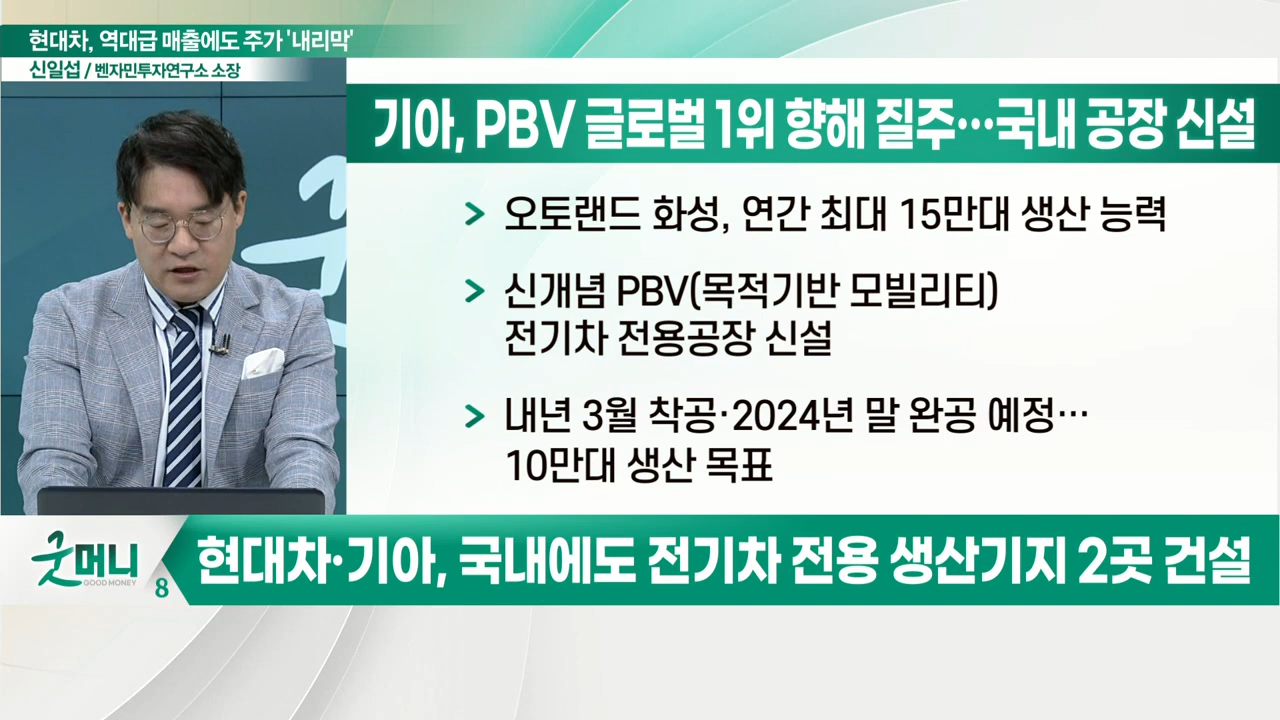 현대차, 역대급 매출에도 주가 '내리막'
신일섭 / 벤자민투자연구소 소장
기아, PBV 글로벌 1위 향해 질주…국내 공장 신설
> 오토랜드 화성, 연간 최대 15만대 생산 능력
> 신개념 PBV(목적기반 모빌리티)
전기차 전용공장 신설
> 내년 3월 착공·2024년 말 완공 예정…
10만대 생산 목표
굿머니
GOOD MONEY
8
현대차·기아, 국내에도 전기차 전용 생산기지 2곳 건설